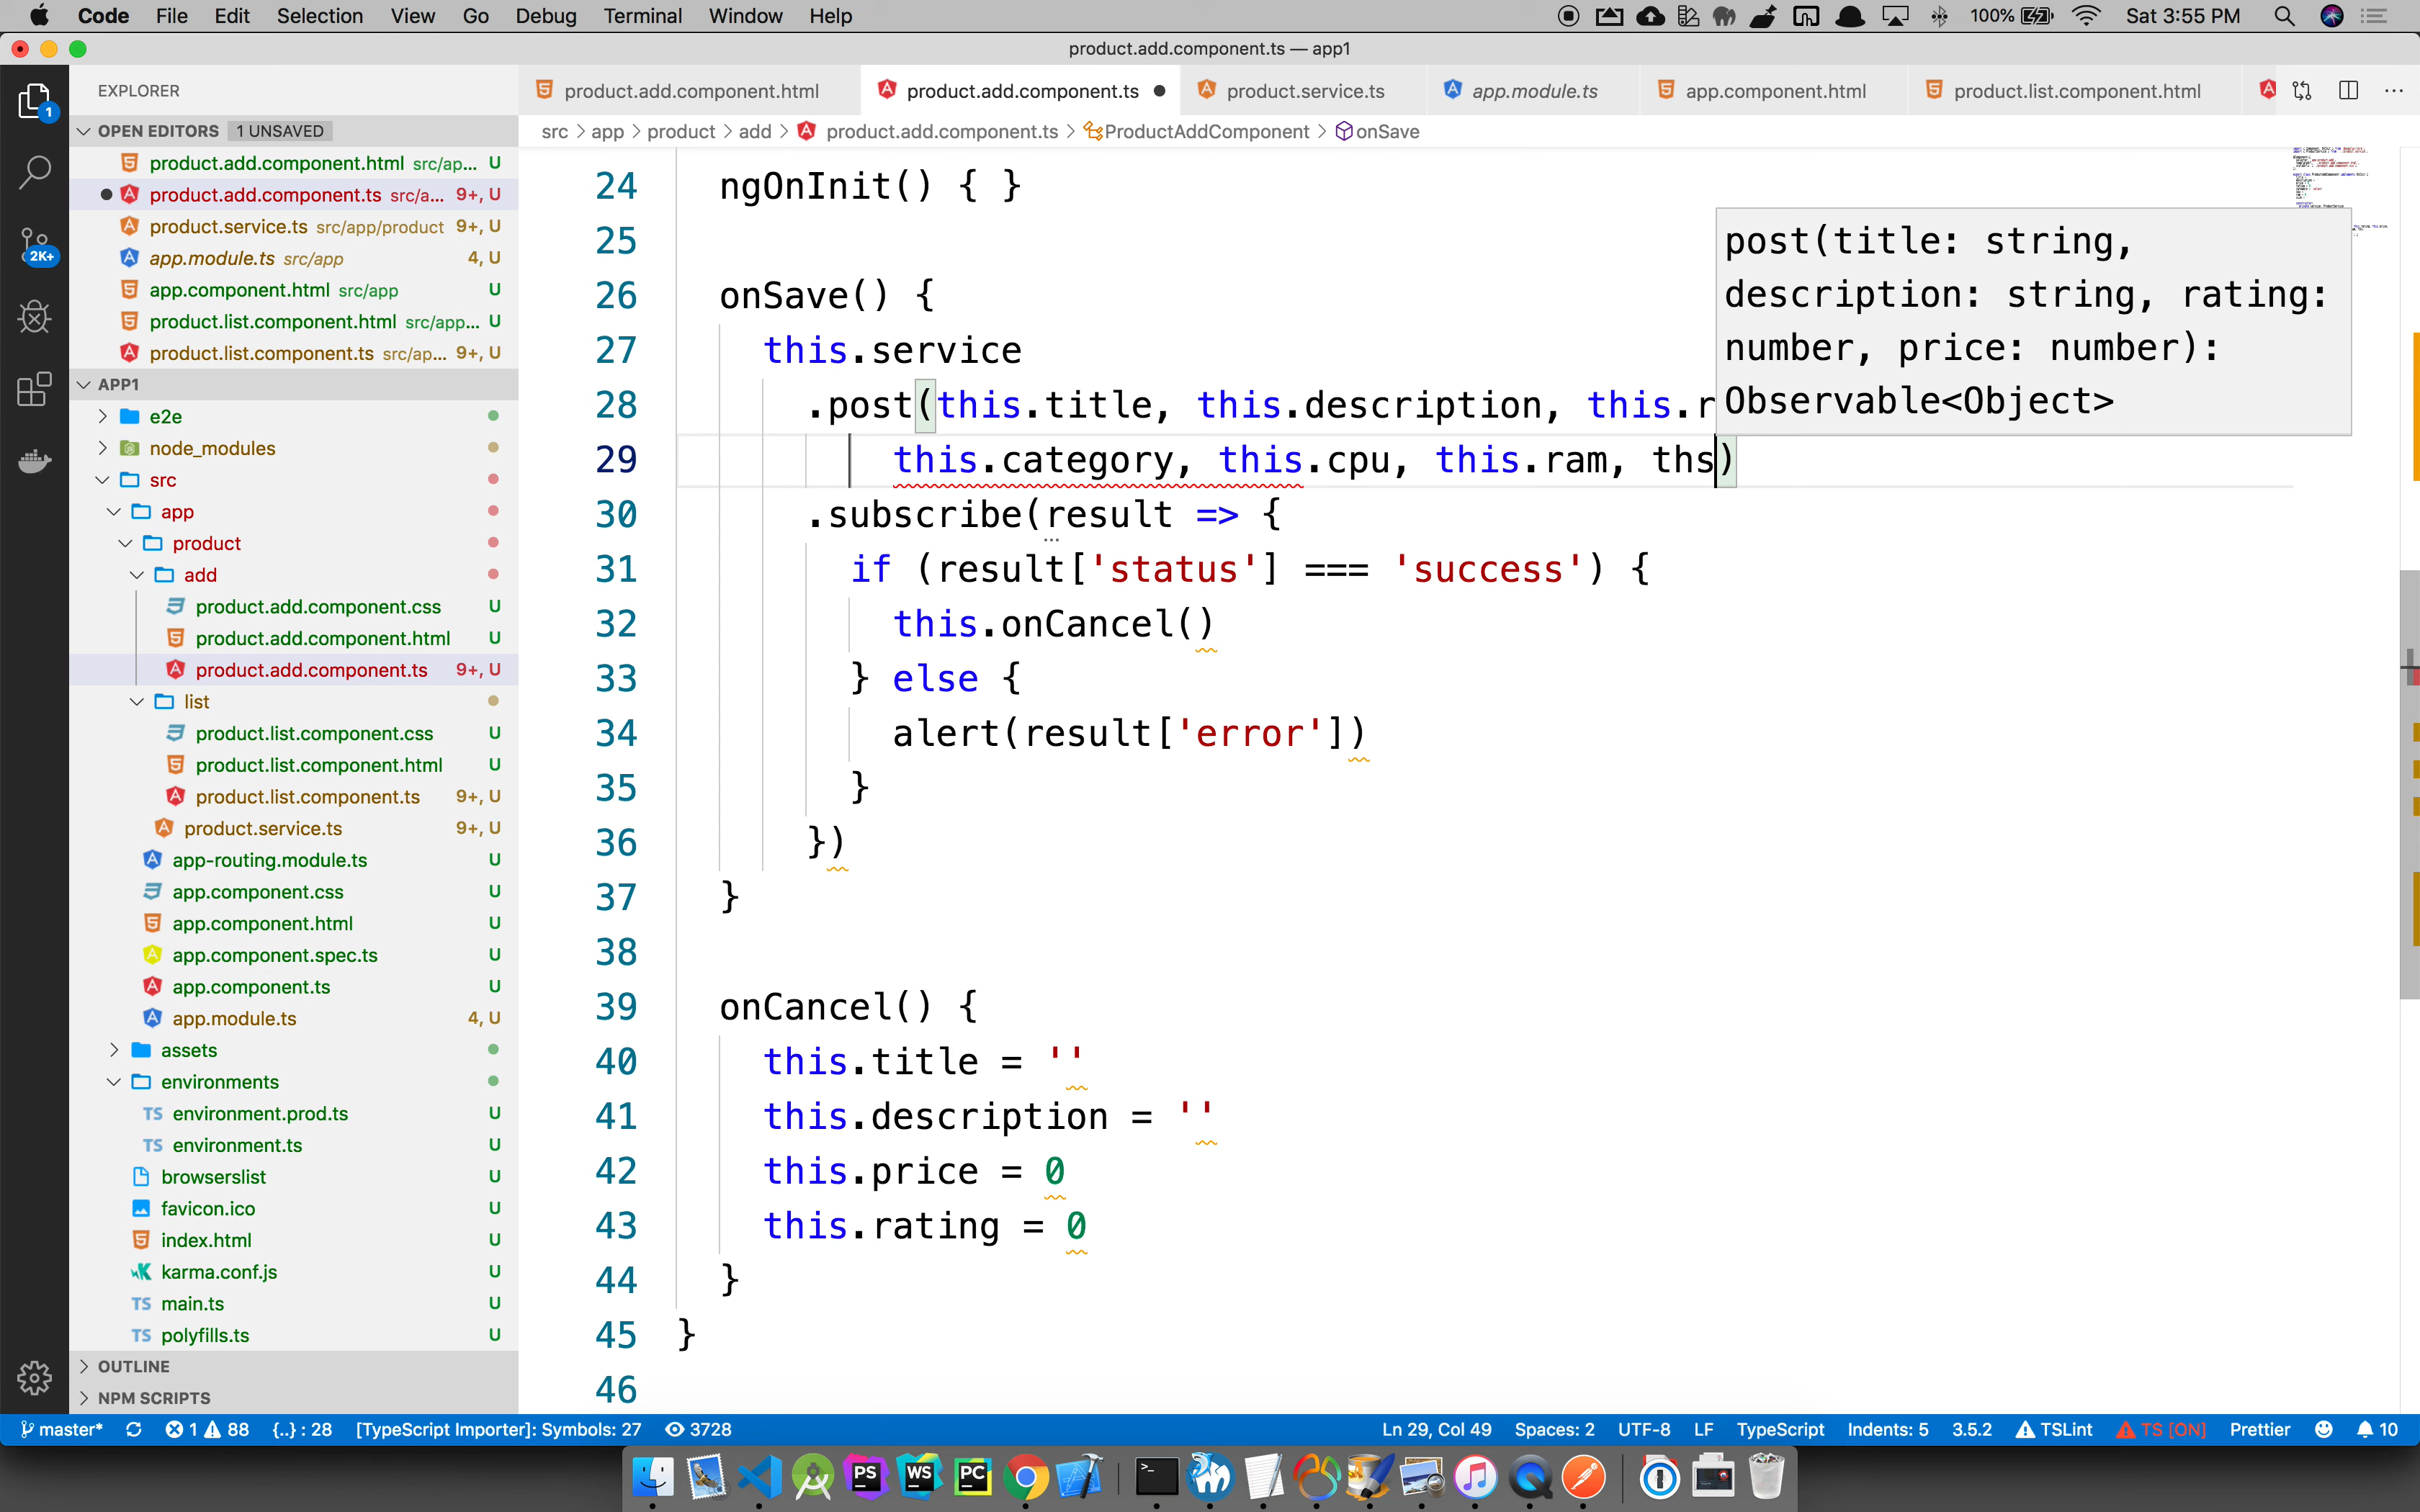 Code File Edit Selection View Go Debug Terminal Window Help 100% Sat 3:55 PM
product.add.component.ts — app1
EXPLORER
OPEN EDITORS 1 UNSAVED
product.add.component.html src/ap... U
product.add.component.ts src/a... 9+, U
product.service.ts src/app/product 9+, U
app.module.ts src/app 4, U
app.component.html src/app U
product.list.component.html src/app... U
product.list.component.ts src/ap... 9+, U
APP1
e2e
node_modules
src
app
product
add
product.add.component.css U
product.add.component.html U
product.add.component.ts 9+, U
list
product.list.component.css U
product.list.component.html U
product.list.component.ts 9+, U
product.service.ts 9+, U
app-routing.module.ts U
app.component.css U
app.component.html U
app.component.spec.ts U
app.component.ts U
app.module.ts 4, U
assets
environments
TS environment.prod.ts U
TS environment.ts U
browserslist U
favicon.ico U
index.html U
karma.conf.js U
TS main.ts U
TS polyfills.ts U
OUTLINE
NPM SCRIPTS
1
2K+
product.add.component.html product.add.component.ts product.service.ts app.module.ts app.component.html product.list.component.html
src > app > product > add > product.add.component.ts > ProductAddComponent > onSave
24 ngOnInit() { }
25
26 onSave() {
27 this.service
28 .post(this.title, this.description, this.r
29 this.category, this.cpu, this.ram, ths)
30 .subscribe(result => {
31 if (result['status'] === 'success') {
32 this.onCancel()
33 } else {
34 alert(result['error'])
35 }
36 })
37 }
38
39 onCancel() {
40 this.title = ''
41 this.description = ''
42 this.price = 0
43 this.rating = 0
44 }
45 }
46
post(title: string,
description: string, rating:
number, price: number):
Observable<Object>
master* 1 88 {..} : 28 [TypeScript Importer]: Symbols: 27 3728 Ln 29, Col 49 Spaces: 2 UTF-8 LF TypeScript Indents: 5 3.5.2 TSLint TS [ON] Prettier 10
PS WS PC